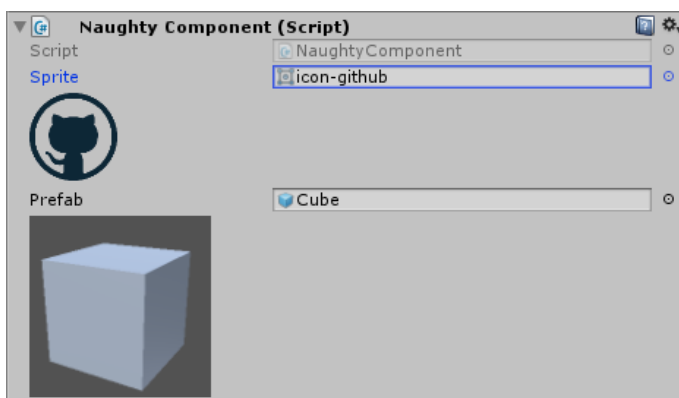 Naughty Component (Script)
Script NaughtyComponent
Sprite icon-github
Prefab Cube